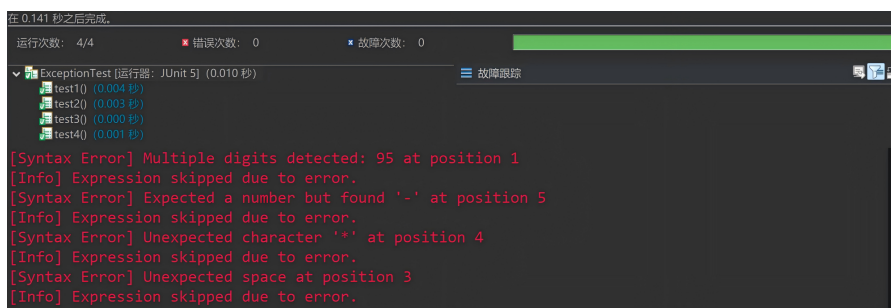 在 0.141 秒之后完成。
运行次数： 4/4 错误次数： 0 故障次数： 0
ExceptionTest [运行器：JUnit 5] (0.010 秒) 故障跟踪
test1() (0.004 秒)
test2() (0.003 秒)
test3() (0.000 秒)
test4() (0.001 秒)
[Syntax Error] Multiple digits detected: 95 at position 1
[Info] Expression skipped due to error.
[Syntax Error] Expected a number but found '-' at position 5
[Info] Expression skipped due to error.
[Syntax Error] Unexpected character '*' at position 4
[Info] Expression skipped due to error.
[Syntax Error] Unexpected space at position 3
[Info] Expression skipped due to error.